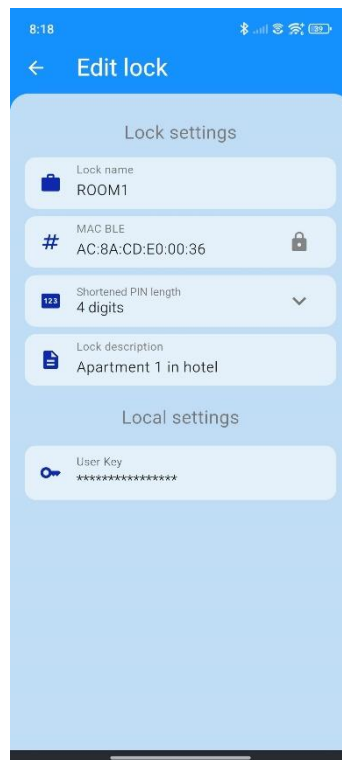 8:18
Edit lock
Lock settings
Lock name
ROOM1
# MAC BLE
AC:8A:CD:E0:00:36
123
Shortened PIN length
4 digits
Lock description
Apartment 1 in hotel
Local settings
User Key
****************